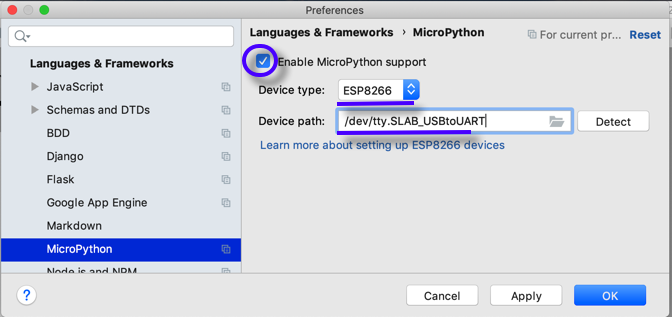 Preferences
Languages & Frameworks
JavaScript
Schemas and DTDs
BDD
Django
Flask
Google App Engine
Markdown
MicroPython
Node.js and NPM
Languages & Frameworks › MicroPython
For current pr... Reset
Enable MicroPython support
Device type: ESP8266
Device path: /dev/tty.SLAB_USBtoUART Detect
Learn more about setting up ESP8266 devices
? Cancel Apply OK